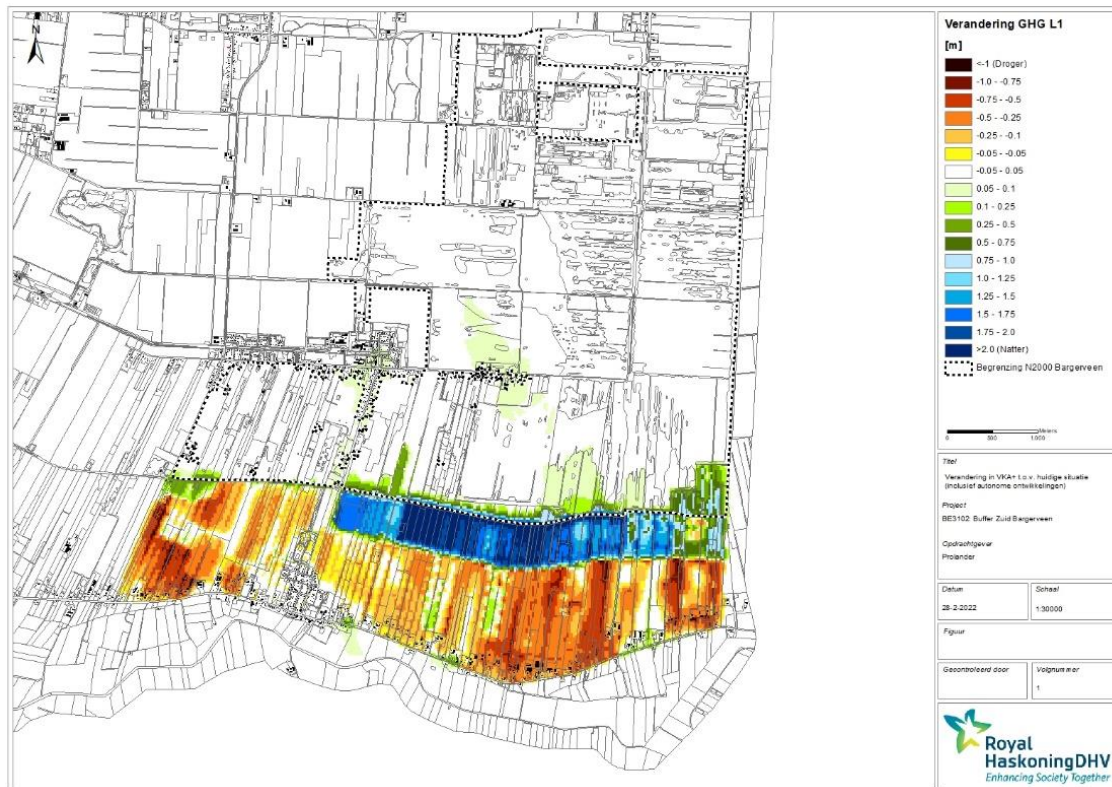 N
Verandering GHG L1
[m]
<-1 (Droger)
-1.0 - -0.75
-0.75 - -0.5
-0.5 - -0.25
-0.25 - -0.1
-0.05 - -0.05
-0.05 - 0.05
0.05 - 0.1
0.1 - 0.25
0.25 - 0.5
0.5 - 0.75
0.75 - 1.0
1.0 - 1.25
1.25 - 1.5
1.5 - 1.75
1.75 - 2.0
>2.0 (Natter)
Begrenzing N2000 Bargerveen
Meters
0 500 1.000
Titel
Verandering in VKA+ t.o.v. huidige situatie
(inclusief autonome ontwikkelingen)
Project
BE3102 Buffer Zuid Bargerveen
Opdrachtgever
Prolander
Datum
28-2-2022
Schaal
1:30000
Figuur
Gecontroleerd door
Volgnummer
1
Royal
HaskoningDHV
Enhancing Society Together